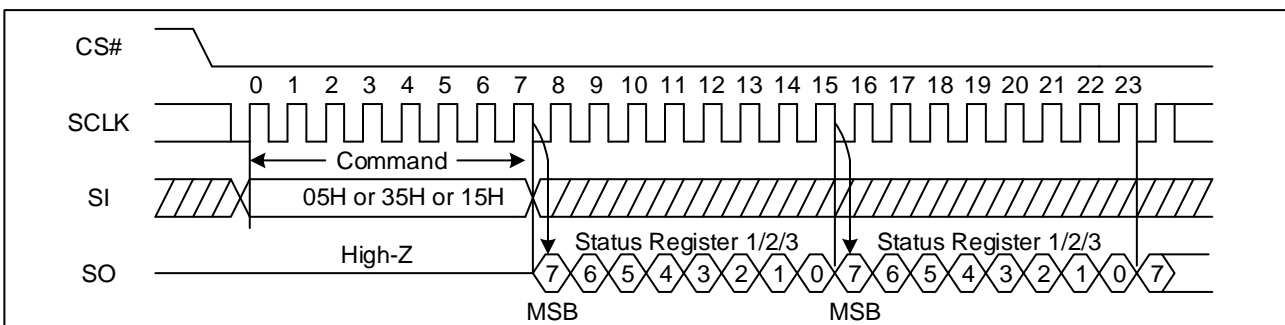 CS#
0 1 2 3 4 5 6 7 8 9 10 11 12 13 14 15 16 17 18 19 20 21 22 23
SCLK
Command
SI
05H or 35H or 15H
High-Z
Status Register 1/2/3
Status Register 1/2/3
SO
7 6 5 4 3 2 1 0 7 6 5 4 3 2 1 0 7
MSB
MSB